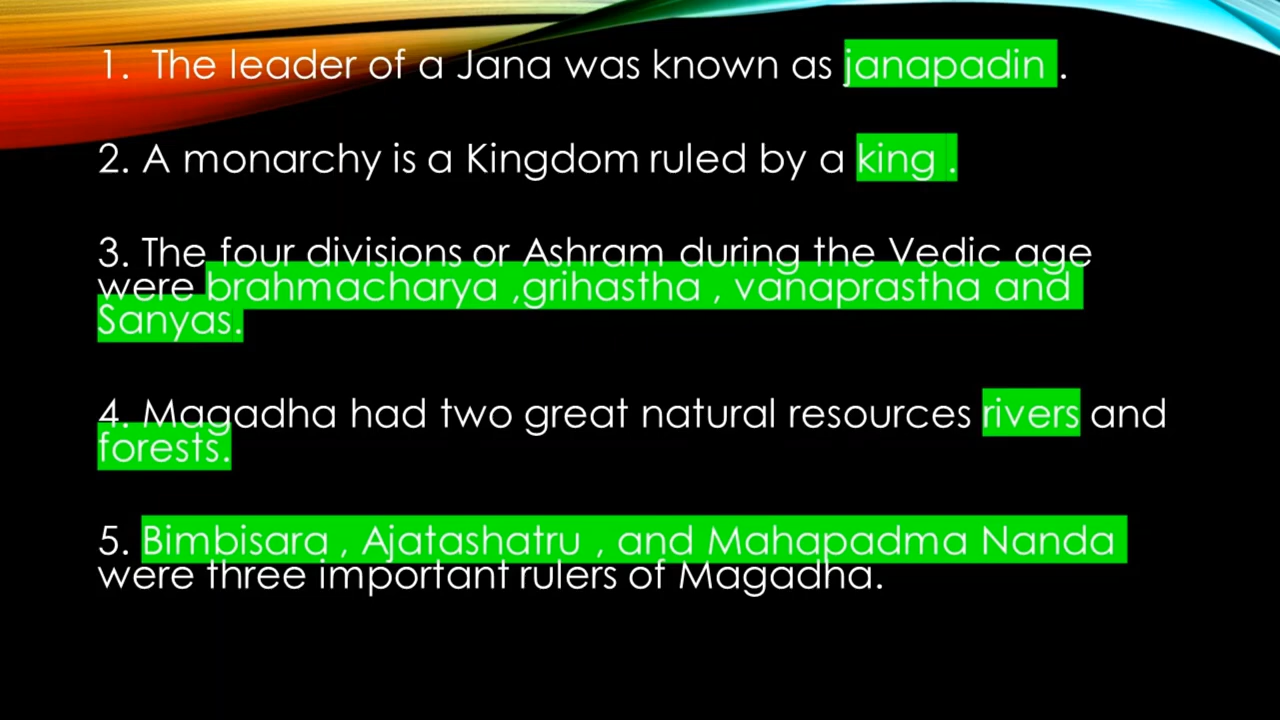 1. The leader of a Jana was known as janapadin .
2. A monarchy is a Kingdom ruled by a king .
3. The four divisions or Ashram during the Vedic age
were brahmacharya ,grihastha , vanaprastha and
Sanyas.
4. Magadha had two great natural resources rivers and
forests.
5. Bimbisara , Ajatashatru , and Mahapadma Nanda
were three important rulers of Magadha.